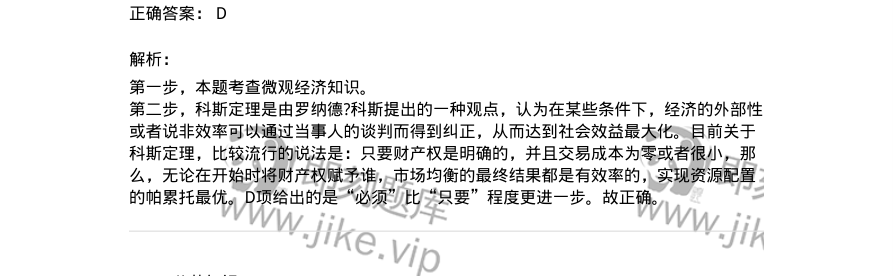 正确答案： D
解析：
第一步，本题考查微观经济知识。
第二步，科斯定理是由罗纳德?科斯提出的一种观点，认为在某些条件下，经济的外部性
或者说非效率可以通过当事人的谈判而得到纠正，从而达到社会效益最大化。目前关于
科斯定理，比较流行的说法是：只要财产权是明确的，并且交易成本为零或者很小，那
么，无论在开始时将财产权赋予谁，市场均衡的最终结果都是有效率的，实现资源配置
的帕累托最优。D项给出的是“必须”比“只要”程度更进一步。故正确。
即刻题库
www.jike.vip
即刻
www.jik